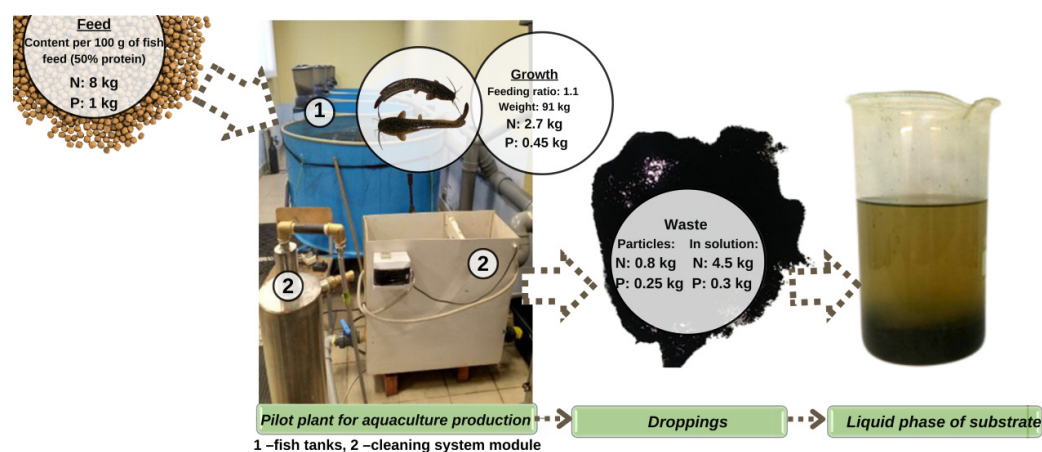 Feed
Content per 100 g of fish
feed (50% protein)
N: 8 kg
P: 1 kg
1
Growth
Feeding ratio: 1.1
Weight: 91 kg
N: 2.7 kg
P: 0.45 kg
2
2
Waste
Particles: In solution:
N: 0.8 kg N: 4.5 kg
P: 0.25 kg P: 0.3 kg
Pilot plant for aquaculture production
Droppings
Liquid phase of substrate
1 –fish tanks, 2 –cleaning system module